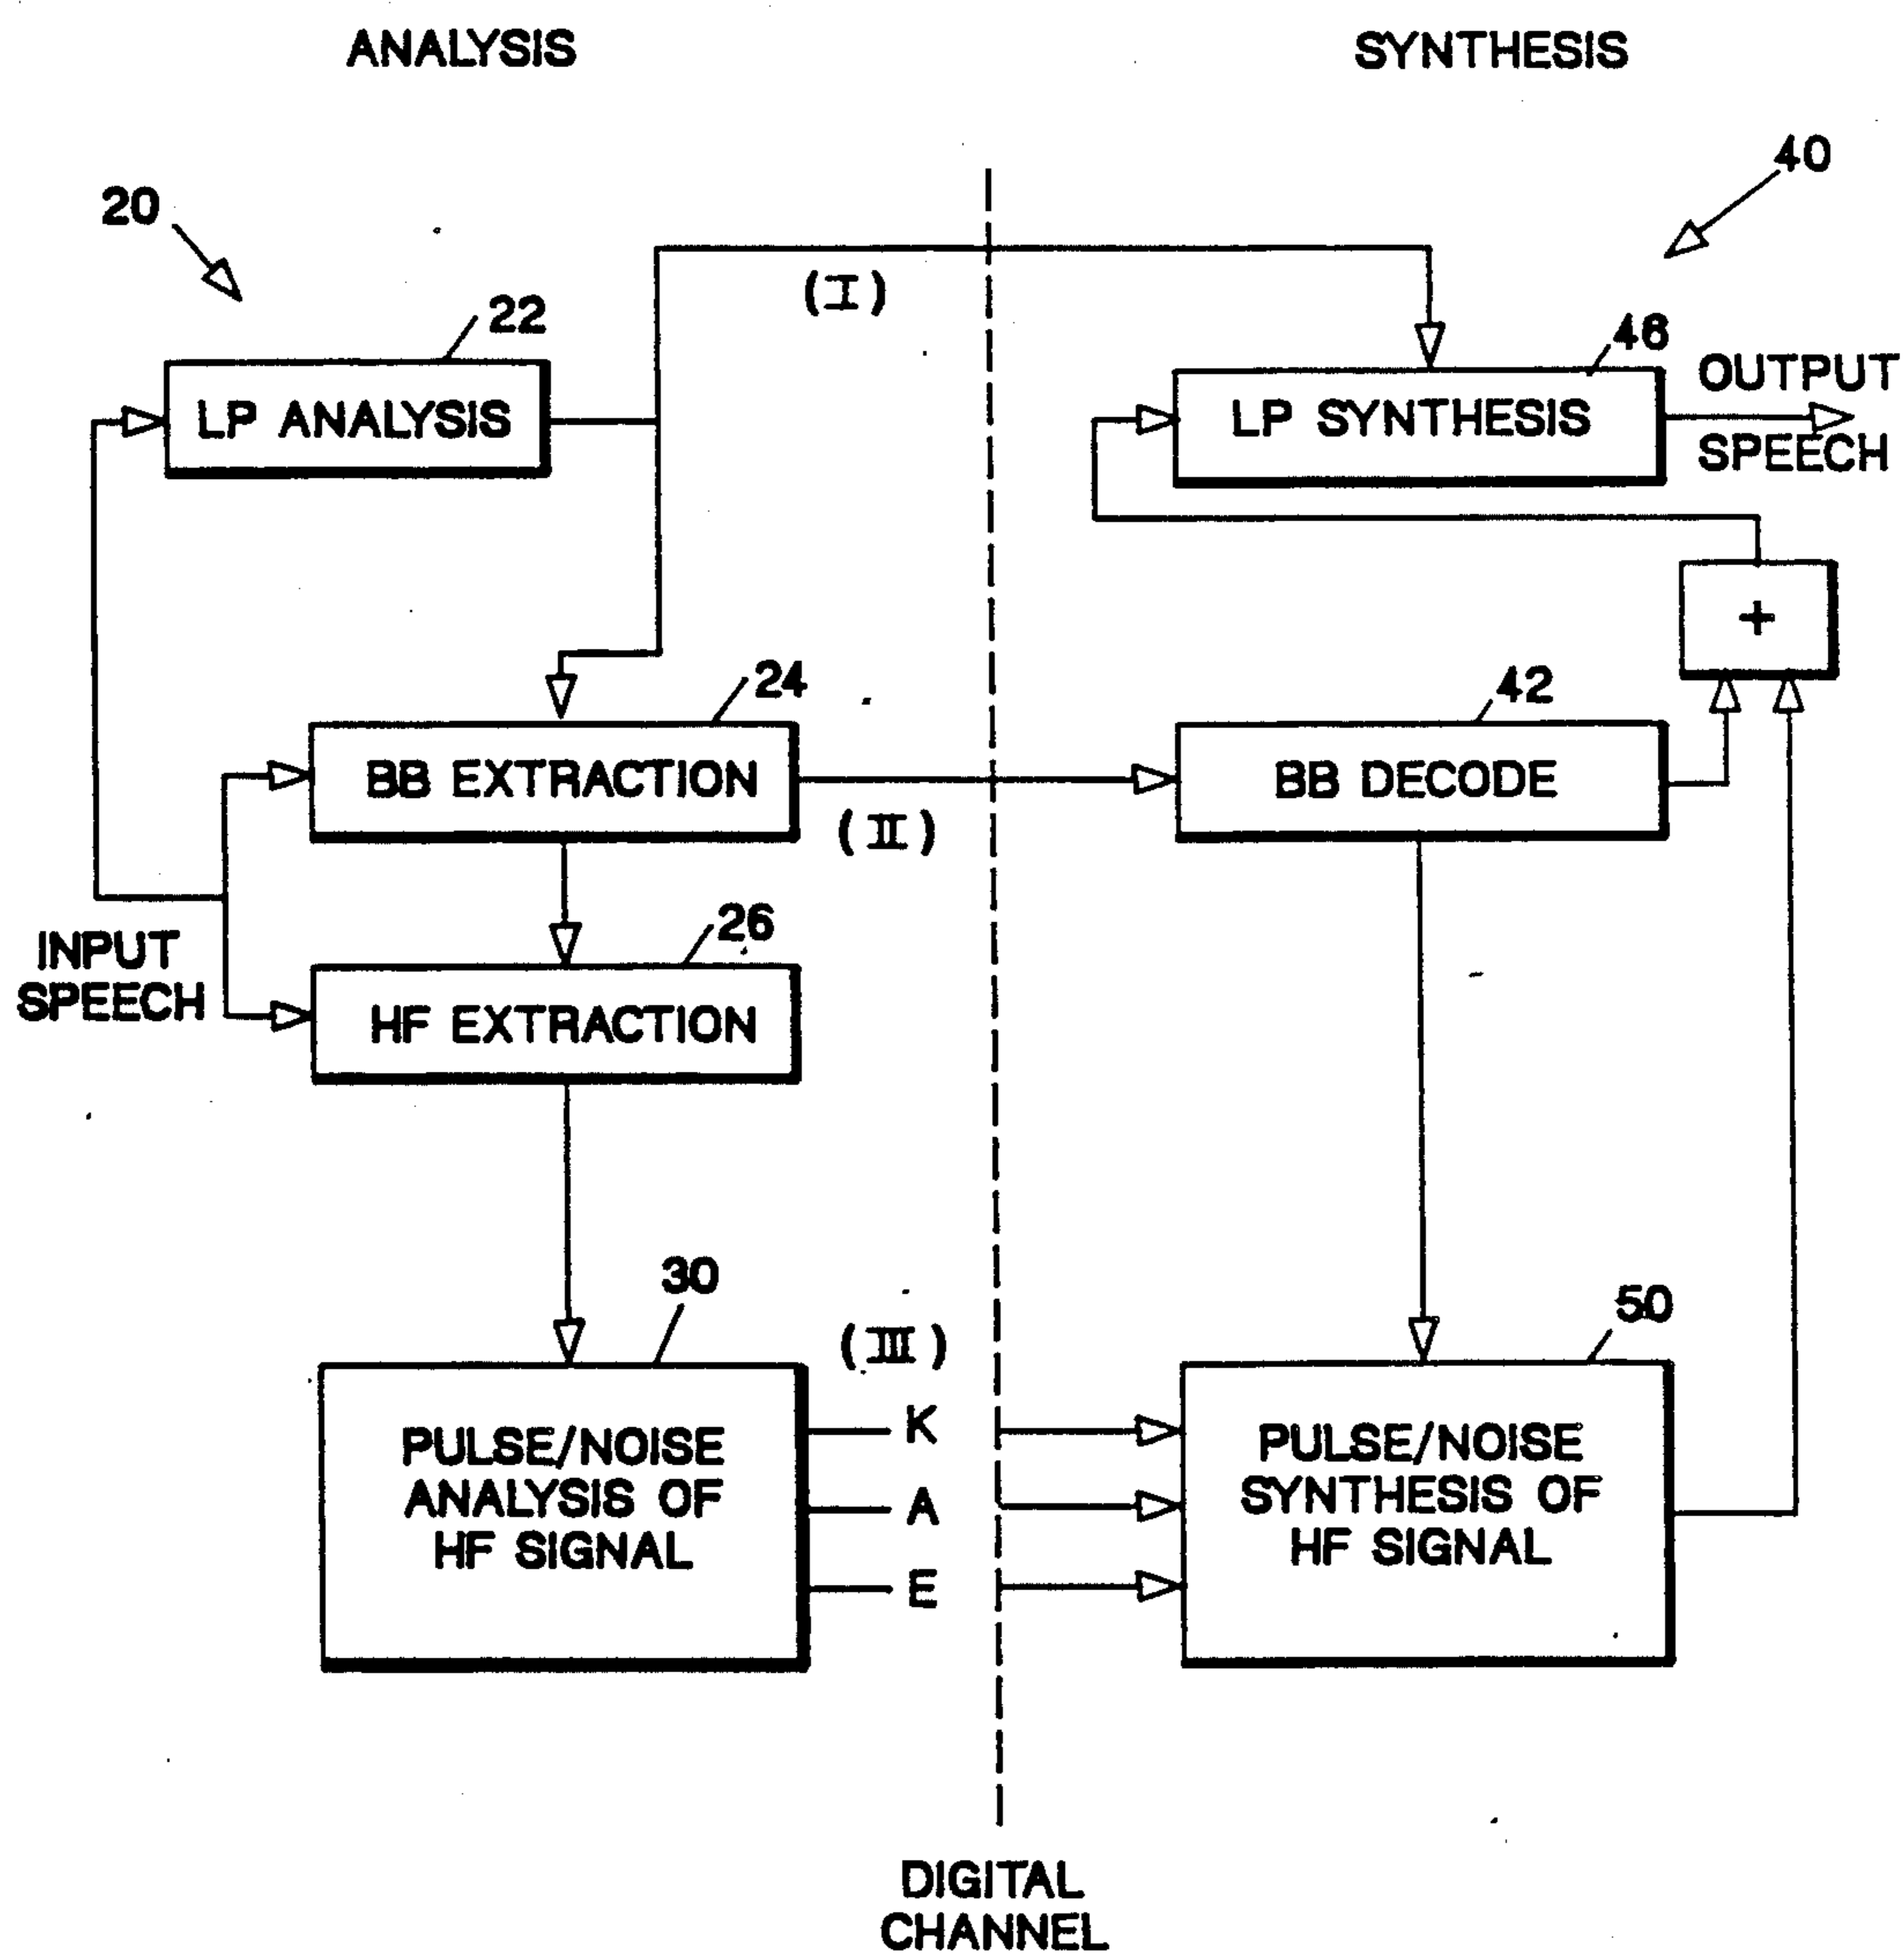 ANALYSIS
SYNTHESIS
20
40
(I)
22
46
LP ANALYSIS
LP SYNTHESIS
OUTPUT
SPEECH
+
24
42
BB EXTRACTION
BB DECODE
(II)
INPUT
SPEECH
26
HF EXTRACTION
30
(III)
50
PULSE/NOISE
ANALYSIS OF
HF SIGNAL
K
A
E
PULSE/NOISE
SYNTHESIS OF
HF SIGNAL
DIGITAL
CHANNEL